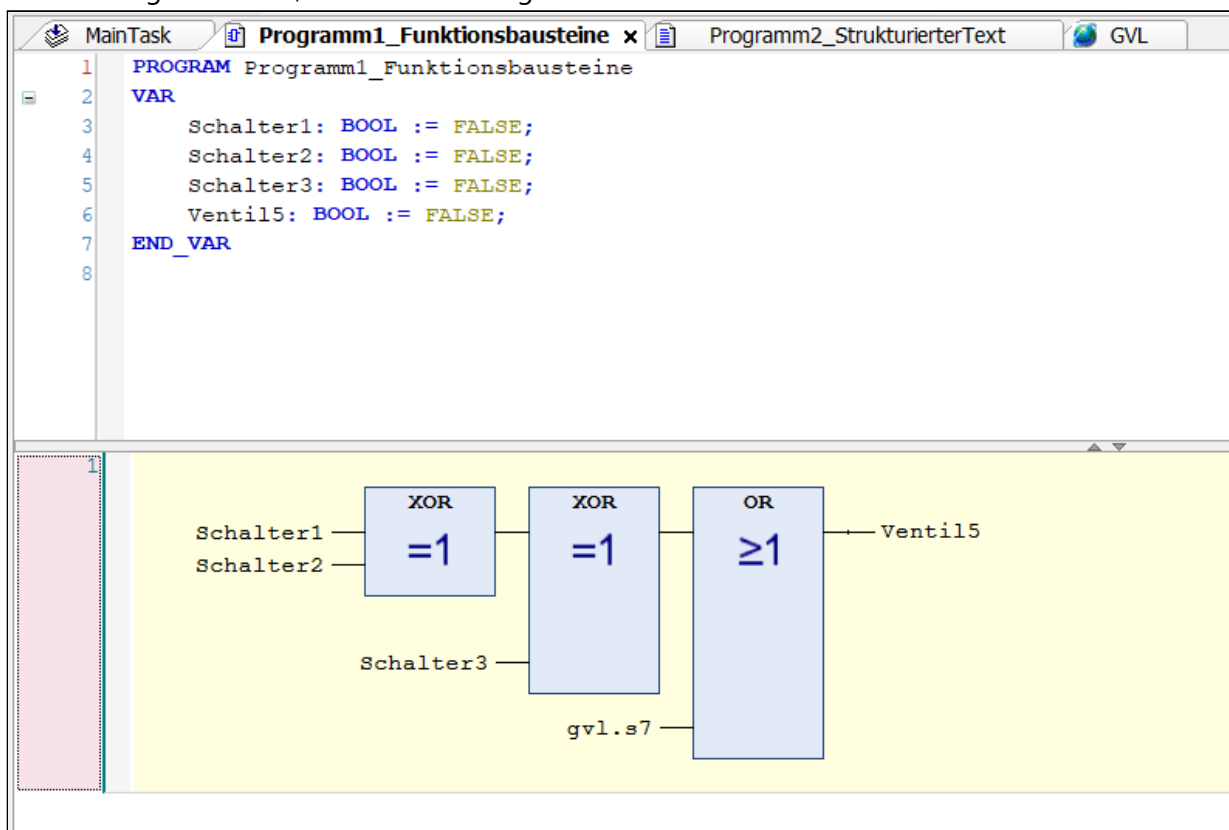 MainTask Programm1_Funktionsbausteine x Programm2_StrukturierterText GVL
1 PROGRAM Programm1_Funktionsbausteine
2 VAR
3 Schalter1: BOOL := FALSE;
4 Schalter2: BOOL := FALSE;
5 Schalter3: BOOL := FALSE;
6 Ventil5: BOOL := FALSE;
7 END_VAR
8
1
XOR XOR OR
Schalter1 =1 =1 ≥1 Ventil5
Schalter2
Schalter3
gvl.s7